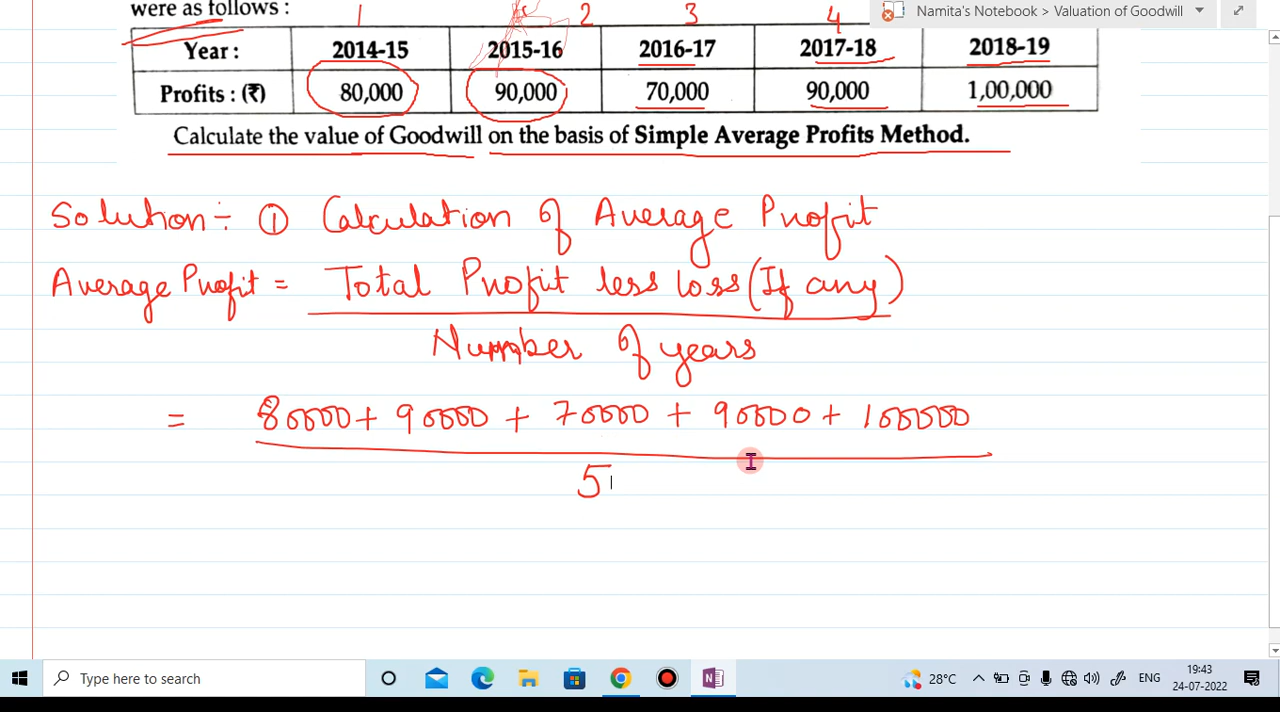 were as follows :
1 2 3 4
Namita's Notebook > Valuation of Goodwill
Year : 2014-15 2015-16 2016-17 2017-18 2018-19
Profits : (₹) 80,000 90,000 70,000 90,000 1,00,000
Calculate the value of Goodwill on the basis of Simple Average Profits Method.
Solution :- ① Calculation of Average Profit
Average Profit = Total Profit less loss (If any)
Number of years
= 80000 + 90000 + 70000 + 90000 + 100000
5
Type here to search
28°C
ENG
19:43
24-07-2022